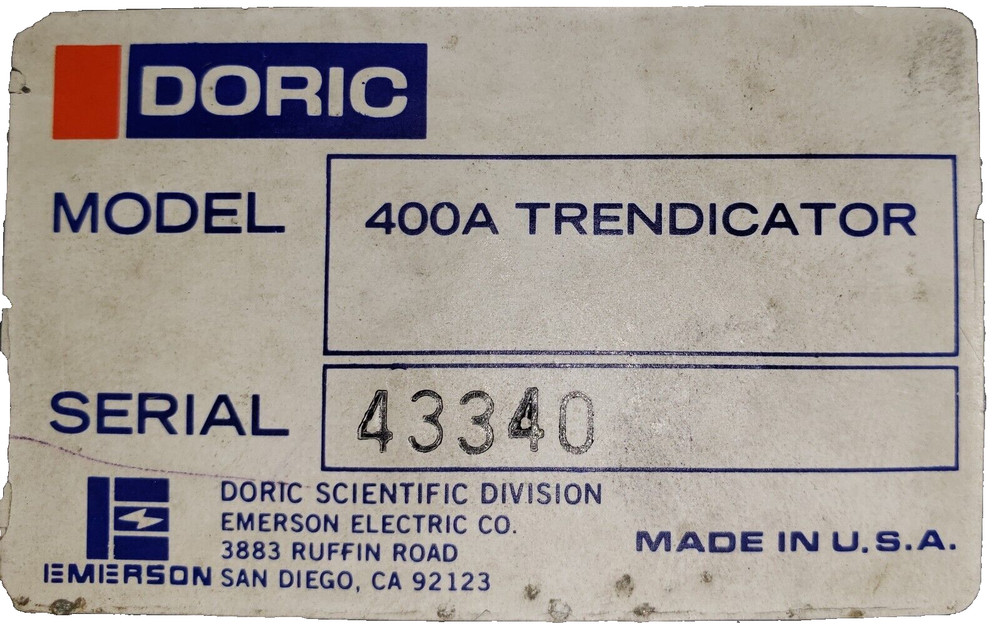 DORIC
MODEL 400A TRENDICATOR
SERIAL 43340
DORIC SCIENTIFIC DIVISION
EMERSON ELECTRIC CO.
3883 RUFFIN ROAD
SAN DIEGO, CA 92123
EMERSON
MADE IN U.S.A.